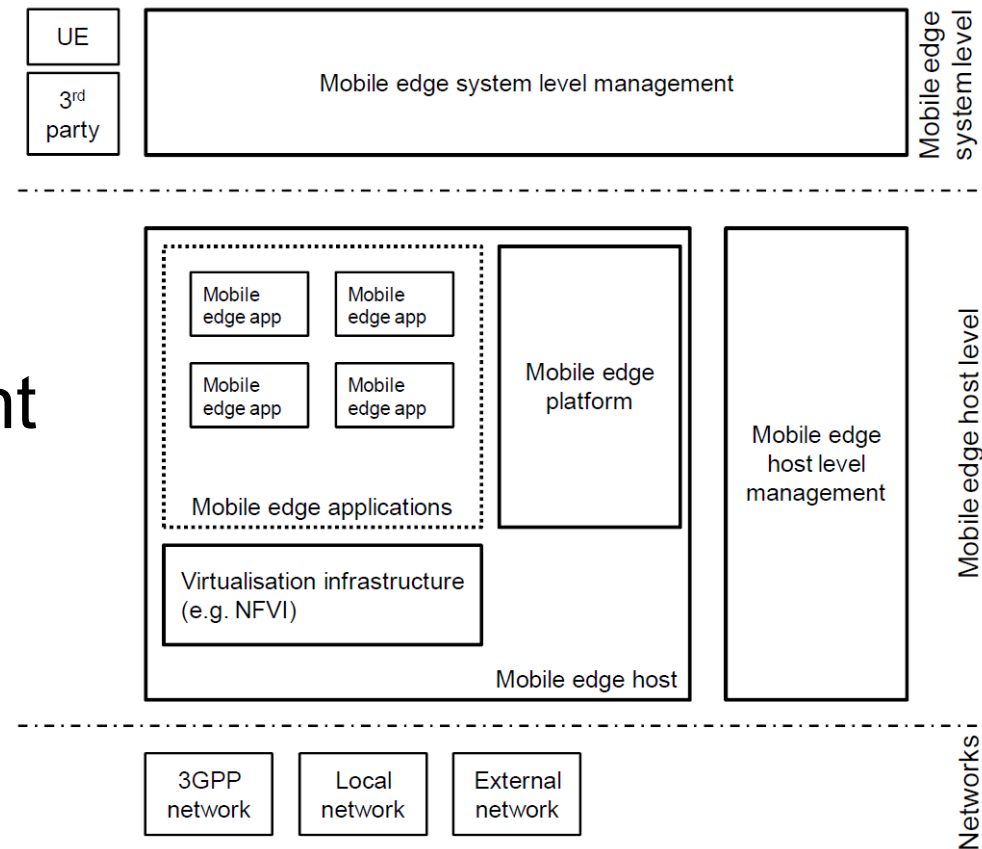 UE
3rd
party
Mobile edge system level management
Mobile edge
system level
Mobile
edge app
Mobile
edge app
Mobile
edge app
Mobile
edge app
Mobile edge applications
Mobile edge
platform
Virtualisation infrastructure
(e.g. NFVI)
Mobile edge host
Mobile edge
host level
management
Mobile edge host level
nt
3GPP
network
Local
network
External
network
Networks